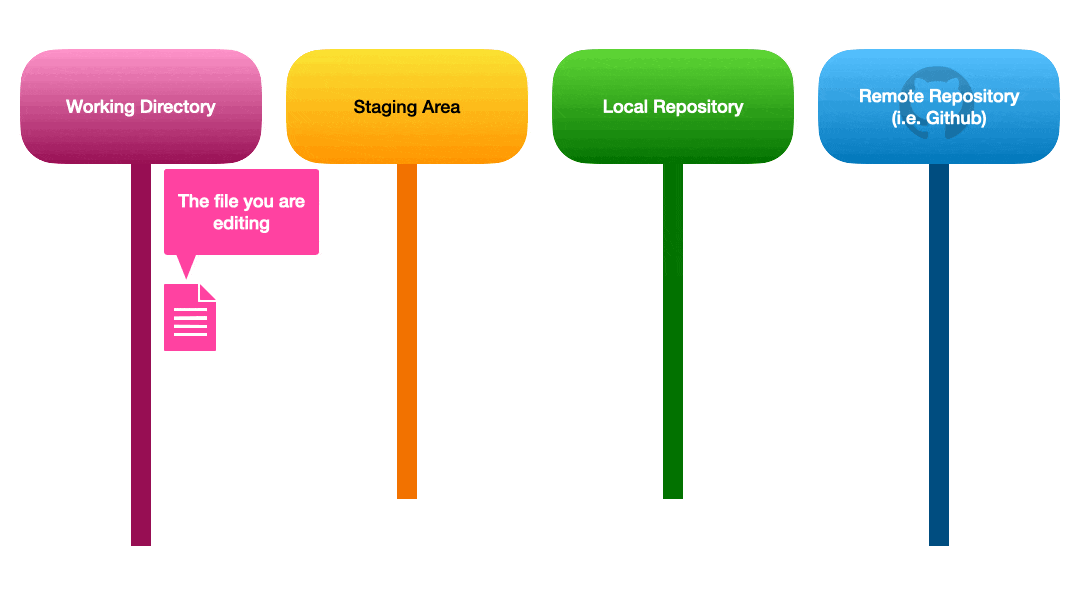 Working Directory
Staging Area
Local Repository
Remote Repository
(i.e. Github)
The file you are
editing